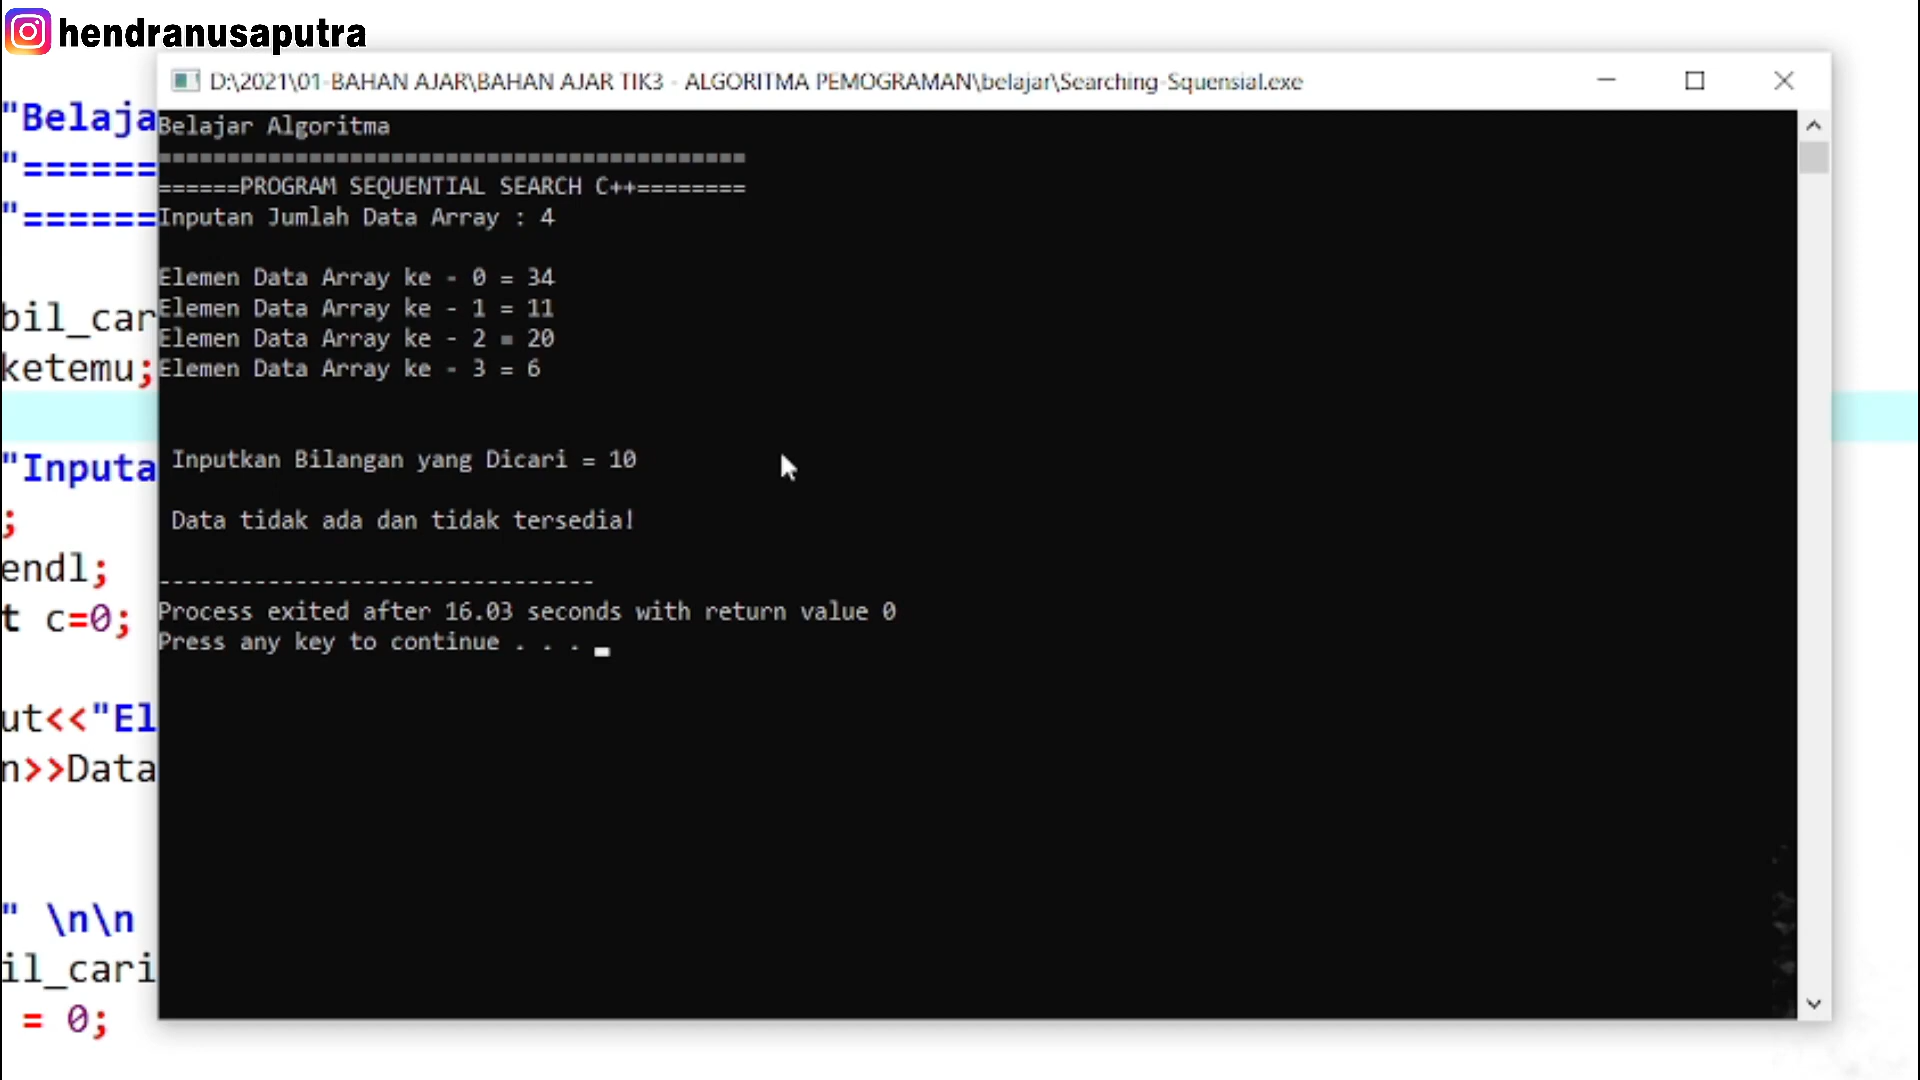 hendranusaputra
D:\2021\01-BAHAN AJAR\BAHAN AJAR TIK3 - ALGORITMA PEMOGRAMAN\belajar\Searching-Squensial.exe
"Belaja
"======
"======
bil_car
ketemu;
"Inputa
;
endl;
t c=0;
ut<<"El
n>>Data
" \n\n
il_cari
= 0;
Belajar Algoritma
===========================================
======PROGRAM SEQUENTIAL SEARCH C++========
Inputan Jumlah Data Array : 4
Elemen Data Array ke - 0 = 34
Elemen Data Array ke - 1 = 11
Elemen Data Array ke - 2 = 20
Elemen Data Array ke - 3 = 6
Inputkan Bilangan yang Dicari = 10
Data tidak ada dan tidak tersedia!
--------------------------------
Process exited after 16.03 seconds with return value 0
Press any key to continue . . .